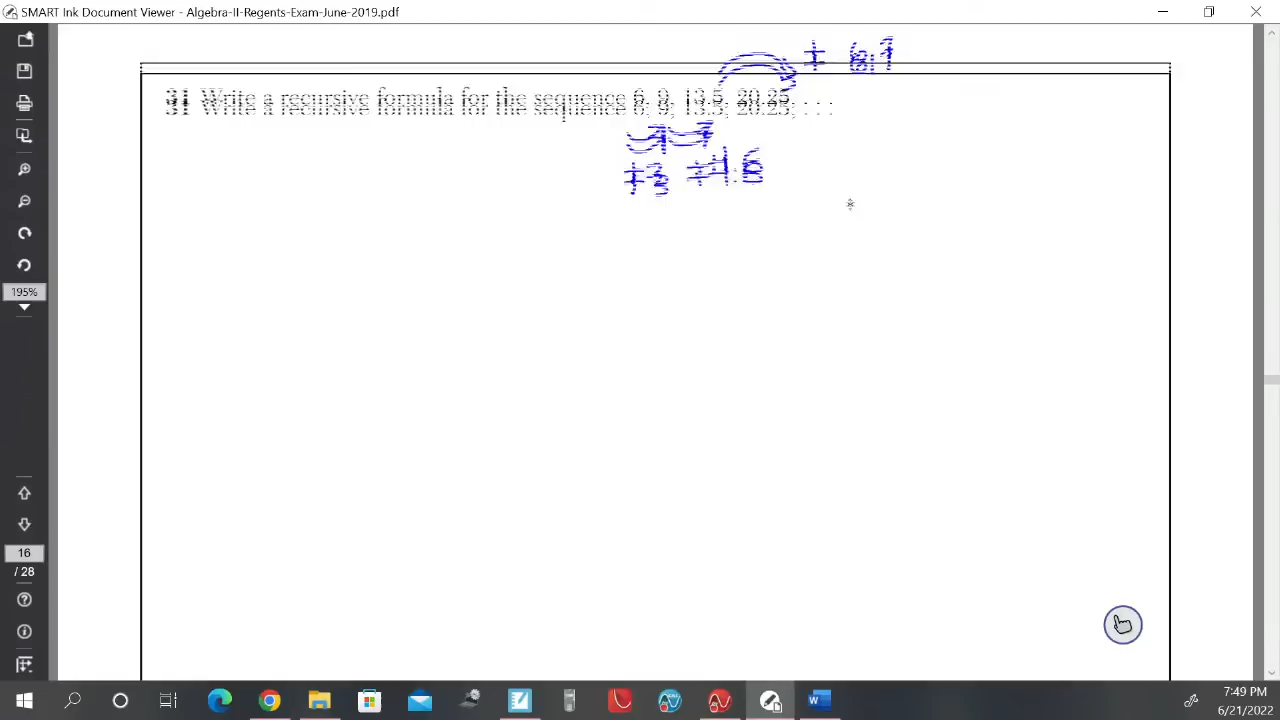 SMART Ink Document Viewer - Algebra-II-Regents-Exam-June-2019.pdf
31 Write a recursive formula for the sequence 6, 9, 13.5, 20.25, . . .
+3
195%
16
/ 28
7:49 PM
6/21/2022